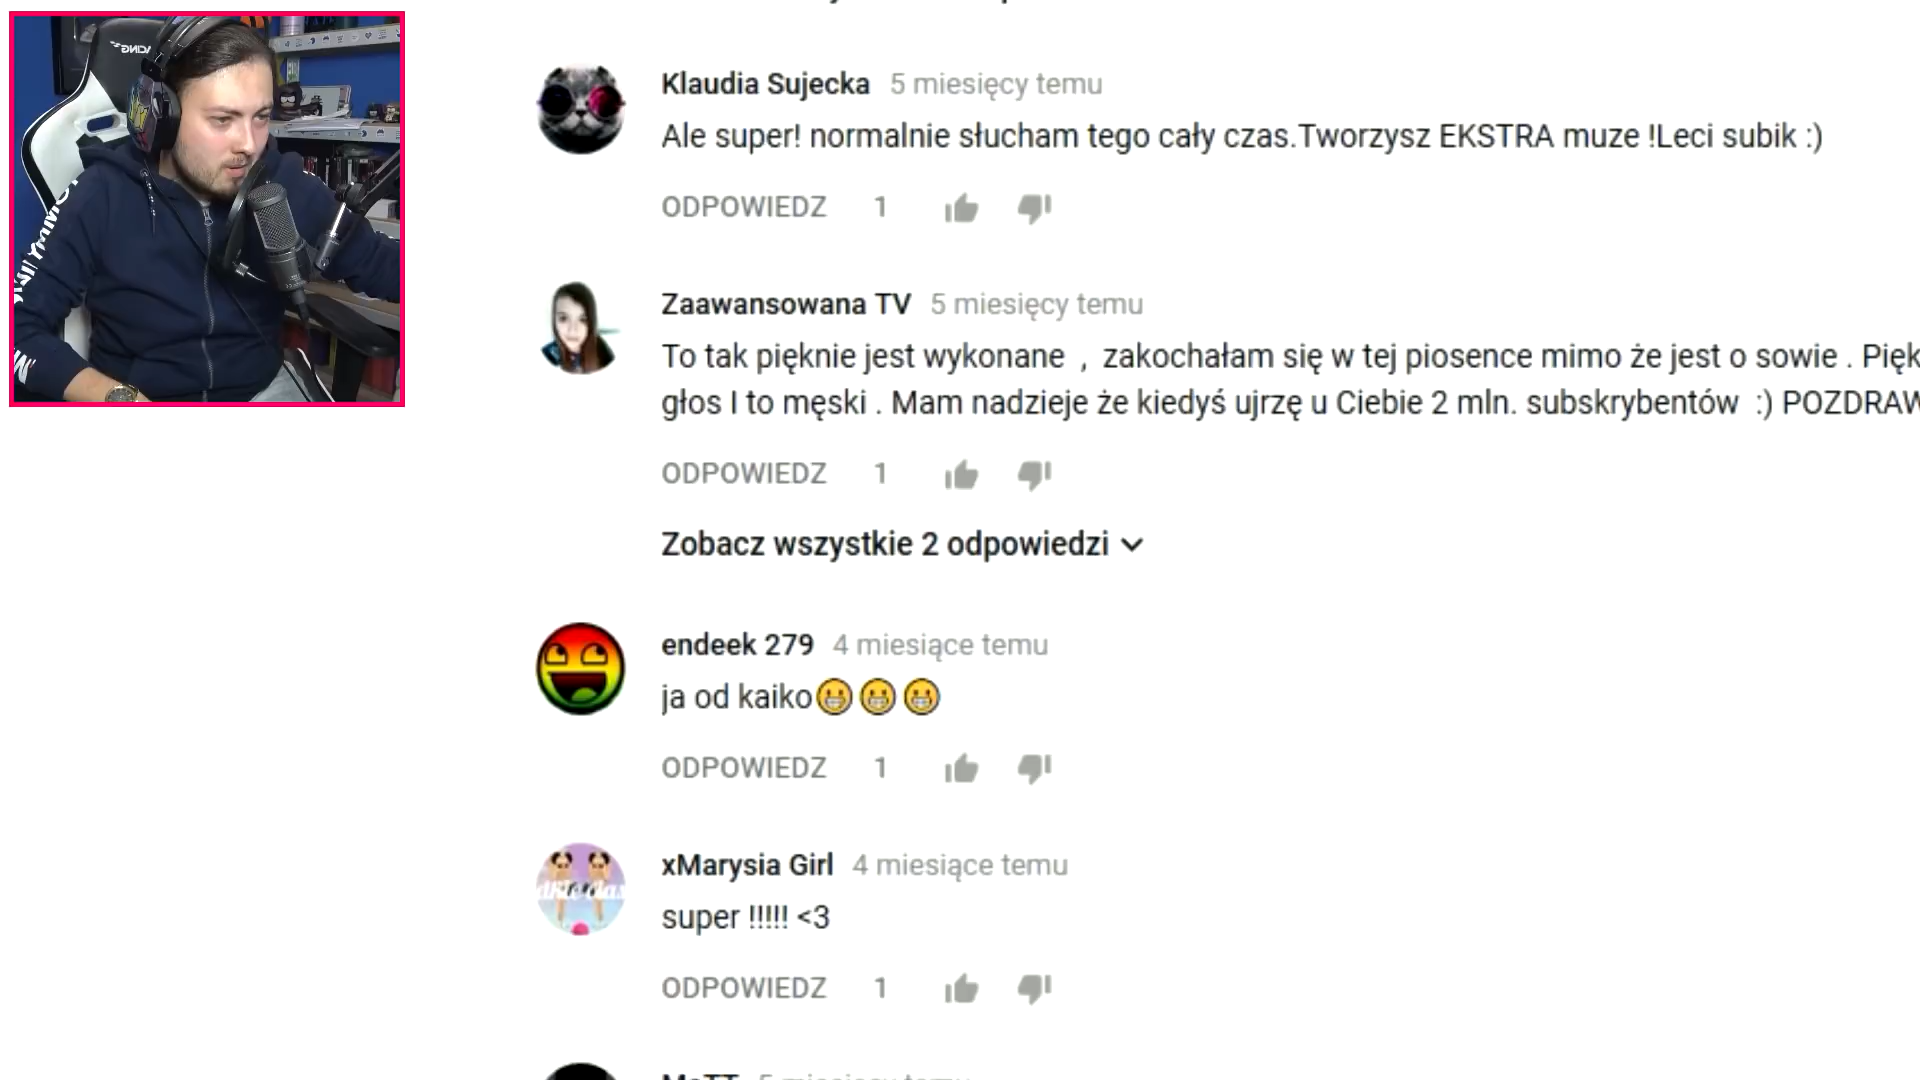 Klaudia Sujecka 5 miesięcy temu
Ale super! normalnie słucham tego cały czas.Tworzysz EKSTRA muze !Leci subik :)
ODPOWIEDZ 1
Zaawansowana TV 5 miesięcy temu
To tak pięknie jest wykonane , zakochałam się w tej piosence mimo że jest o sowie . Pięk
głos I to męski . Mam nadzieje że kiedyś ujrzę u Ciebie 2 mln. subskrybentów :) POZDRAW
ODPOWIEDZ 1
Zobacz wszystkie 2 odpowiedzi
endeek 279 4 miesiące temu
ja od kaiko😀😀😀
ODPOWIEDZ 1
xMarysia Girl 4 miesiące temu
super !!!!! <3
ODPOWIEDZ 1